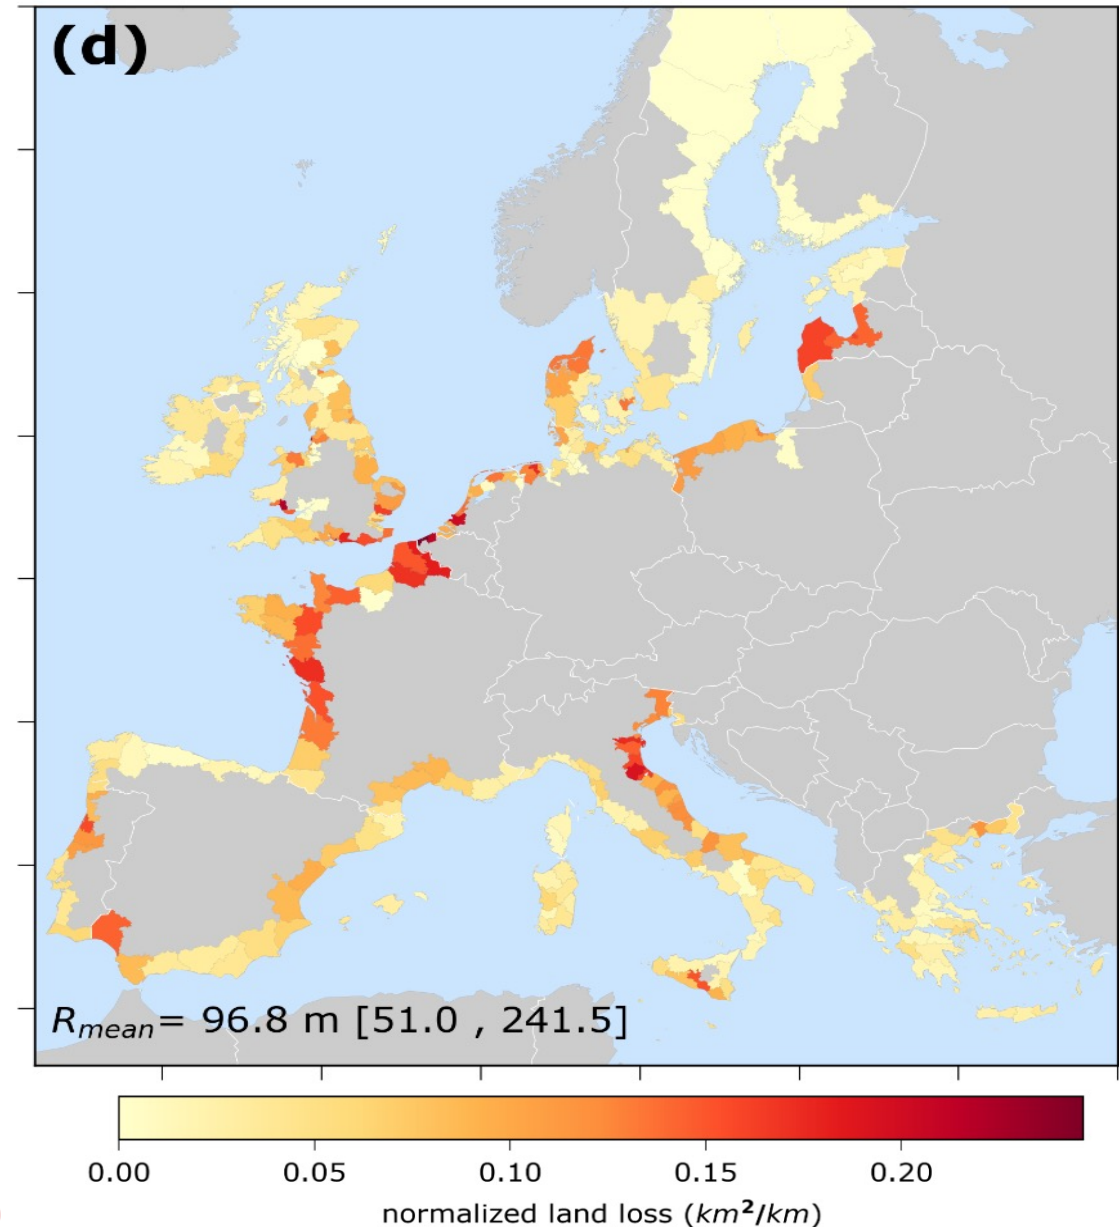 (d)
R_mean = 96.8 m [51.0 , 241.5]
0.00 0.05 0.10 0.15 0.20
normalized land loss (km²/km)